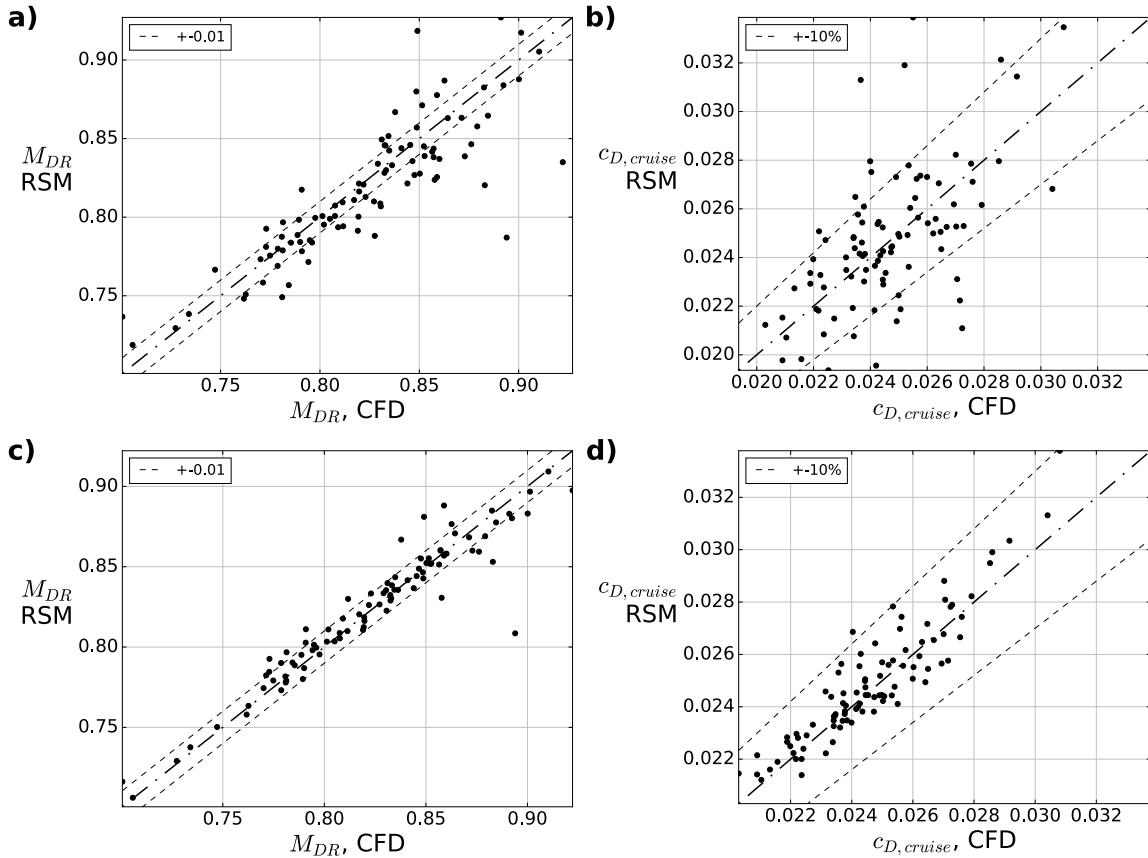 a)
+-0.01
0.90
0.85
0.80
0.75
M_DR
RSM
0.75 0.80 0.85 0.90
M_DR, CFD
b)
+-10%
0.032
0.030
0.028
0.026
0.024
0.022
0.020
c_D,cruise
RSM
0.020 0.022 0.024 0.026 0.028 0.030 0.032
c_D,cruise, CFD
c)
+-0.01
0.90
0.85
0.80
0.75
M_DR
RSM
0.75 0.80 0.85 0.90
M_DR, CFD
d)
+-10%
0.032
0.030
0.028
0.026
0.024
0.022
c_D,cruise
RSM
0.022 0.024 0.026 0.028 0.030 0.032
c_D,cruise, CFD